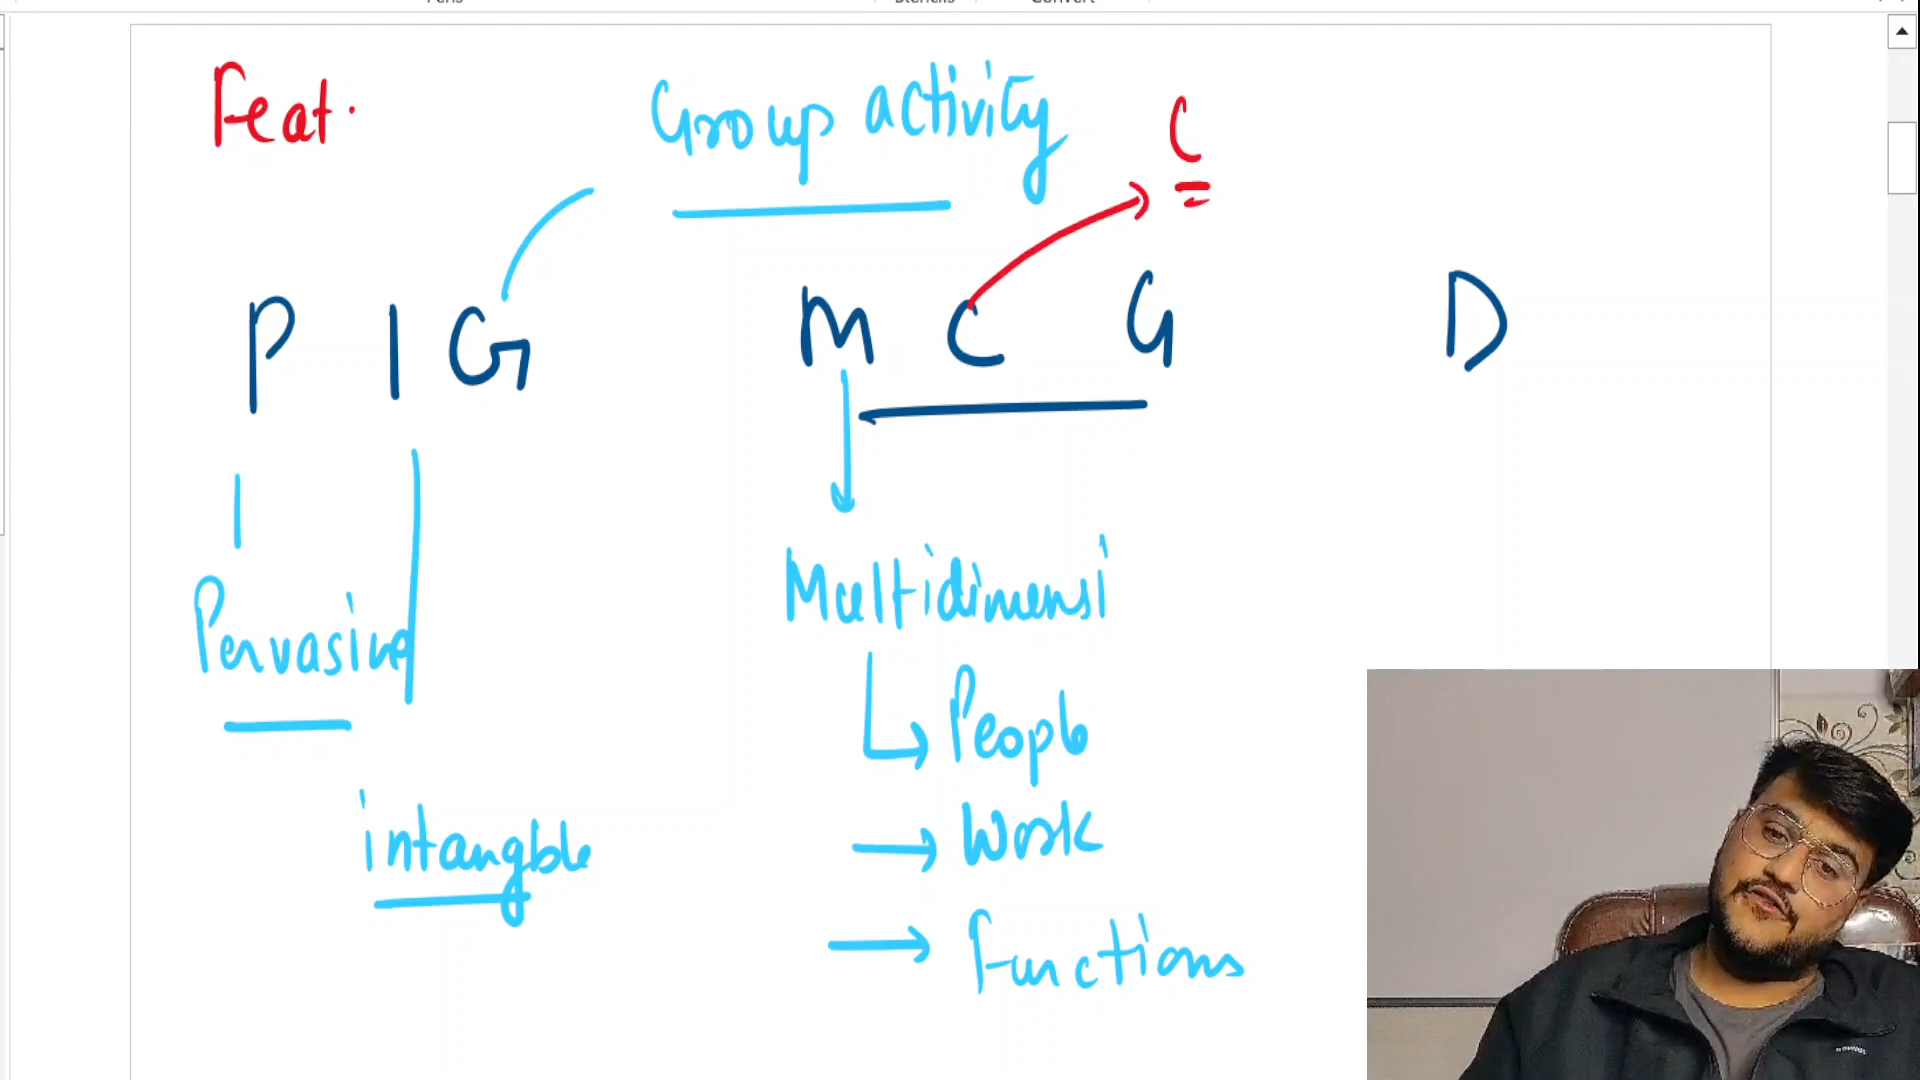 Feat.
Group activity
C
P I G M C G D
Pervasive
Multidimensi
People
intangible
Work
Functions